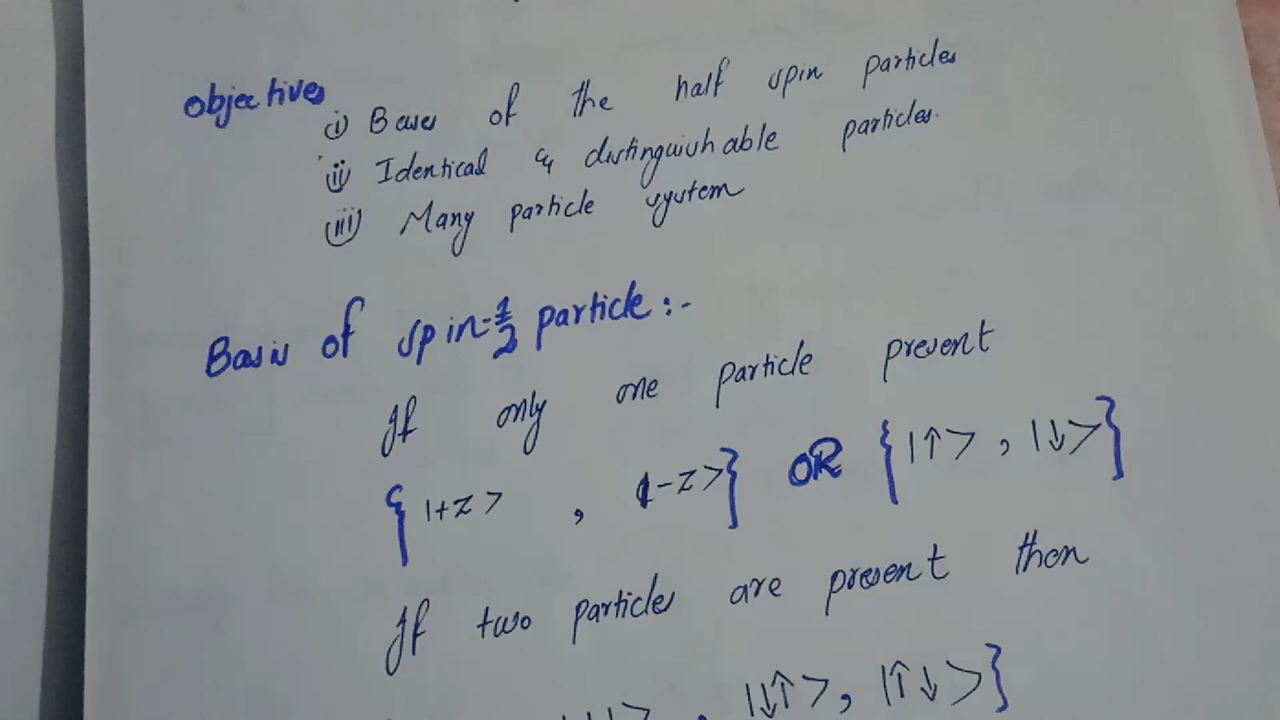 Objectives
(i) Bases of the half spin particles
(ii) Identical & distinguishable particles.
(iii) Many particle system
Basis of spin-1/2 particle :-
If only one particle present
{ |+z> , |-z> } OR { |↑> , |↓> }
If two particles are present then
, |↓↑>, |↑↓> }